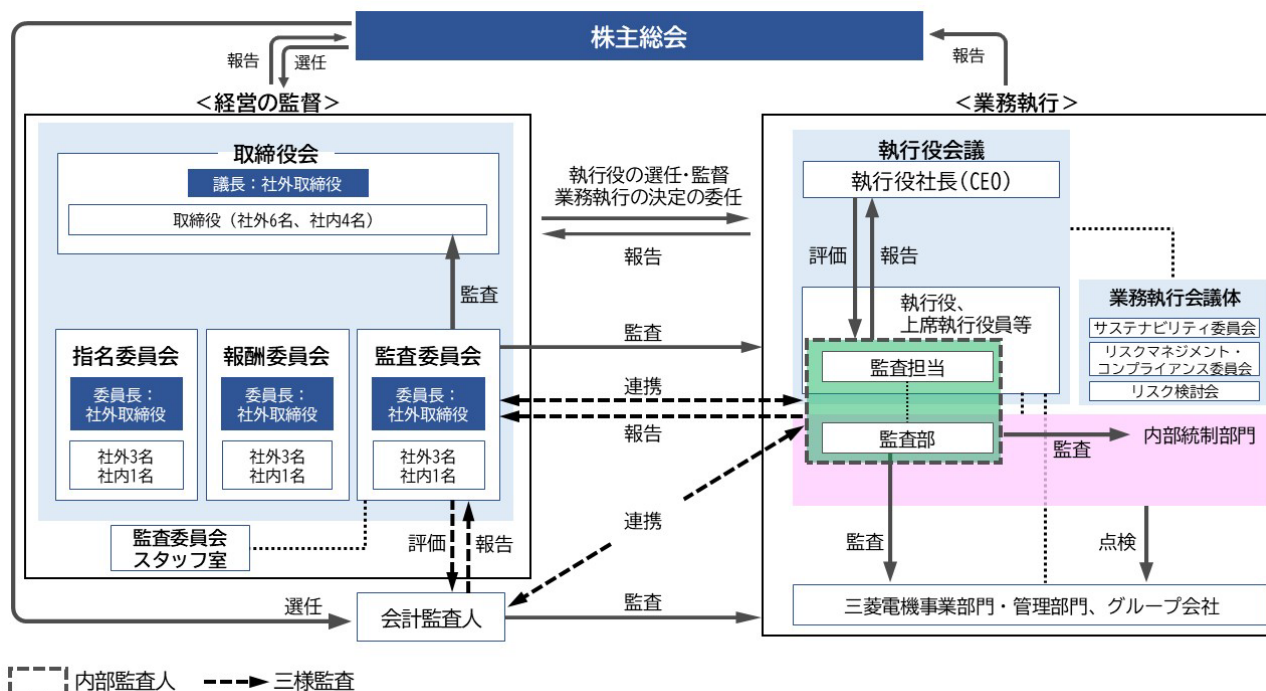 株主総会
報告
選任
報告
＜経営の監督＞
＜業務執行＞
取締役会
議長：社外取締役
取締役（社外6名、社内4名）
監査
指名委員会
委員長：
社外取締役
社外3名
社内1名
報酬委員会
委員長：
社外取締役
社外3名
社内1名
監査委員会
委員長：
社外取締役
社外3名
社内1名
監査委員会
スタッフ室
執行役の選任・監督
業務執行の決定の委任
報告
監査
連携
報告
連携
評価
報告
選任
会計監査人
監査
執行役会議
執行役社長(CEO)
評価
報告
執行役、
上席執行役員等
監査担当
監査部
監査
内部統制部門
業務執行会議体
サステナビリティ委員会
リスクマネジメント・
コンプライアンス委員会
リスク検討会
監査
点検
三菱電機事業部門・管理部門、グループ会社
内部監査人
三様監査